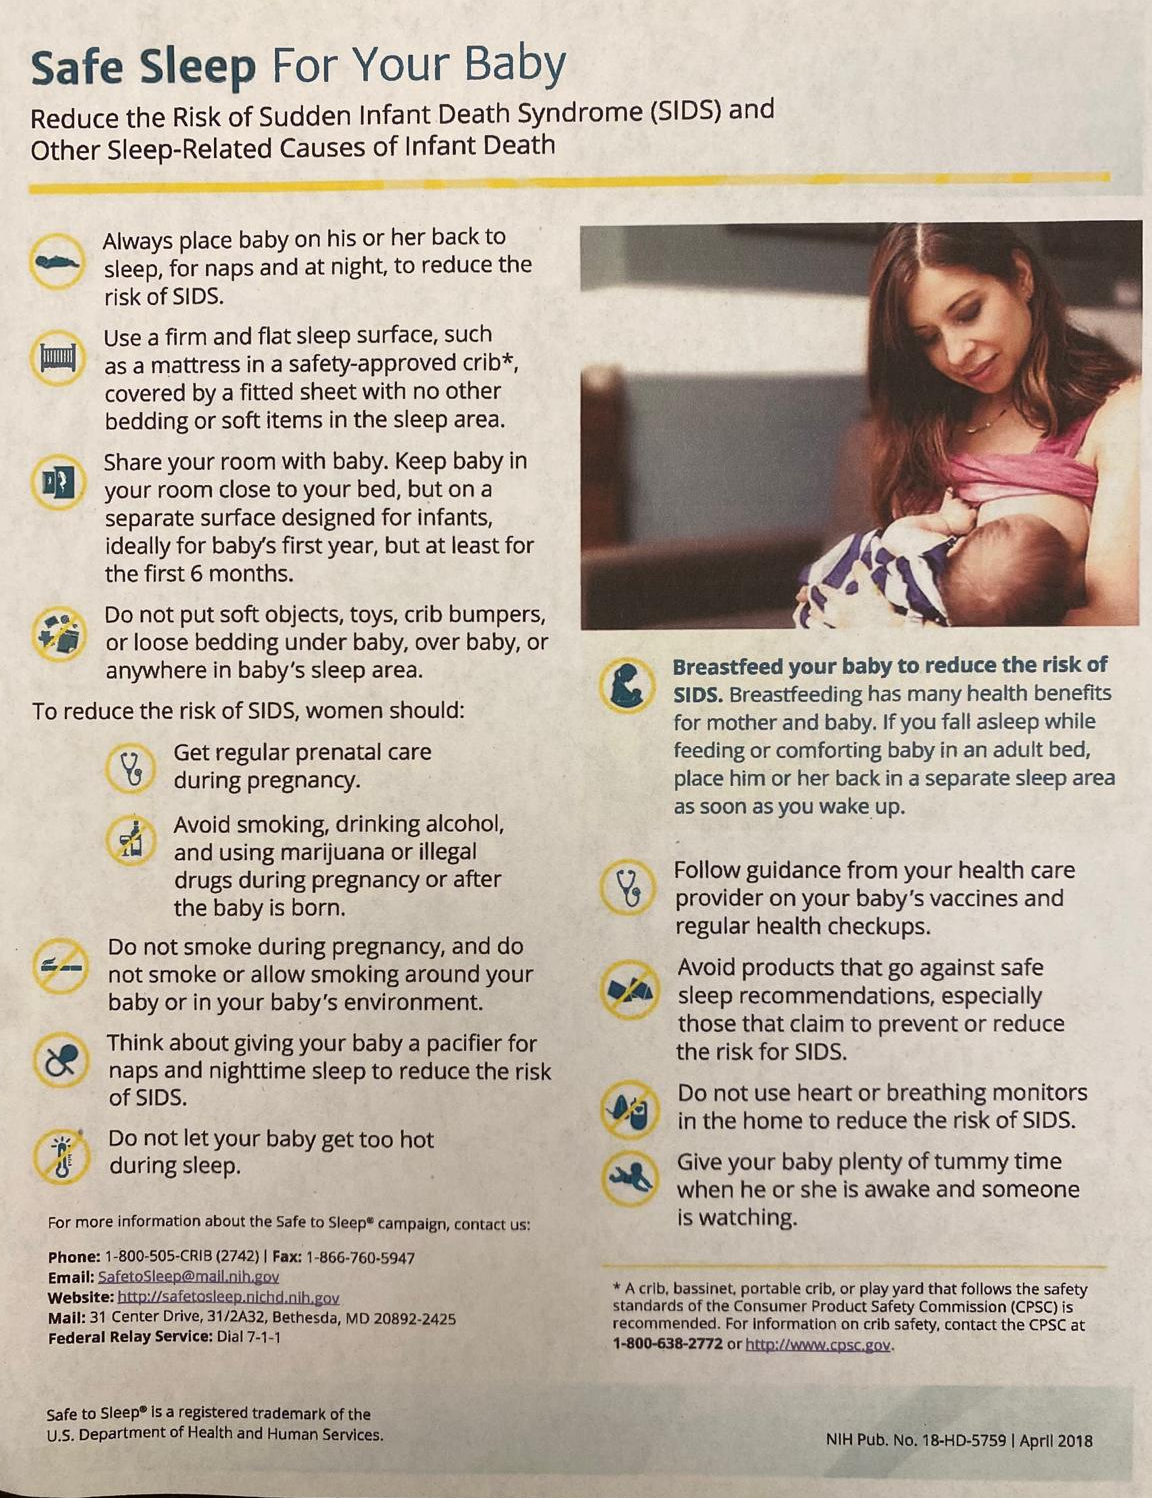 Safe Sleep For Your Baby
Reduce the Risk of Sudden Infant Death Syndrome (SIDS) and
Other Sleep-Related Causes of Infant Death
Always place baby on his or her back to
sleep, for naps and at night, to reduce the
risk of SIDS.
Use a firm and flat sleep surface, such
as a mattress in a safety-approved crib*,
covered by a fitted sheet with no other
bedding or soft items in the sleep area.
Share your room with baby. Keep baby in
your room close to your bed, but on a
separate surface designed for infants,
ideally for baby's first year, but at least for
the first 6 months.
Do not put soft objects, toys, crib bumpers,
or loose bedding under baby, over baby, or
anywhere in baby's sleep area.
To reduce the risk of SIDS, women should:
Get regular prenatal care
during pregnancy.
Avoid smoking, drinking alcohol,
and using marijuana or illegal
drugs during pregnancy or after
the baby is born.
Do not smoke during pregnancy, and do
not smoke or allow smoking around your
baby or in your baby's environment.
Think about giving your baby a pacifier for
naps and nighttime sleep to reduce the risk
of SIDS.
Do not let your baby get too hot
during sleep.
For more information about the Safe to Sleep® campaign, contact us:
Phone: 1-800-505-CRIB (2742) | Fax: 1-866-760-5947
Email: SafetoSleep@mail.nih.gov
Website: http://safetosleep.nichd.nih.gov
Mail: 31 Center Drive, 31/2A32, Bethesda, MD 20892-2425
Federal Relay Service: Dial 7-1-1
Safe to Sleep® is a registered trademark of the
U.S. Department of Health and Human Services.
Breastfeed your baby to reduce the risk of
SIDS. Breastfeeding has many health benefits
for mother and baby. If you fall asleep while
feeding or comforting baby in an adult bed,
place him or her back in a separate sleep area
as soon as you wake up.
Follow guidance from your health care
provider on your baby's vaccines and
regular health checkups.
Avoid products that go against safe
sleep recommendations, especially
those that claim to prevent or reduce
the risk for SIDS.
Do not use heart or breathing monitors
in the home to reduce the risk of SIDS.
Give your baby plenty of tummy time
when he or she is awake and someone
is watching.
* A crib, bassinet, portable crib, or play yard that follows the safety
standards of the Consumer Product Safety Commission (CPSC) is
recommended. For information on crib safety, contact the CPSC at
1-800-638-2772 or http://www.cpsc.gov.
NIH Pub. No. 18-HD-5759 | April 2018